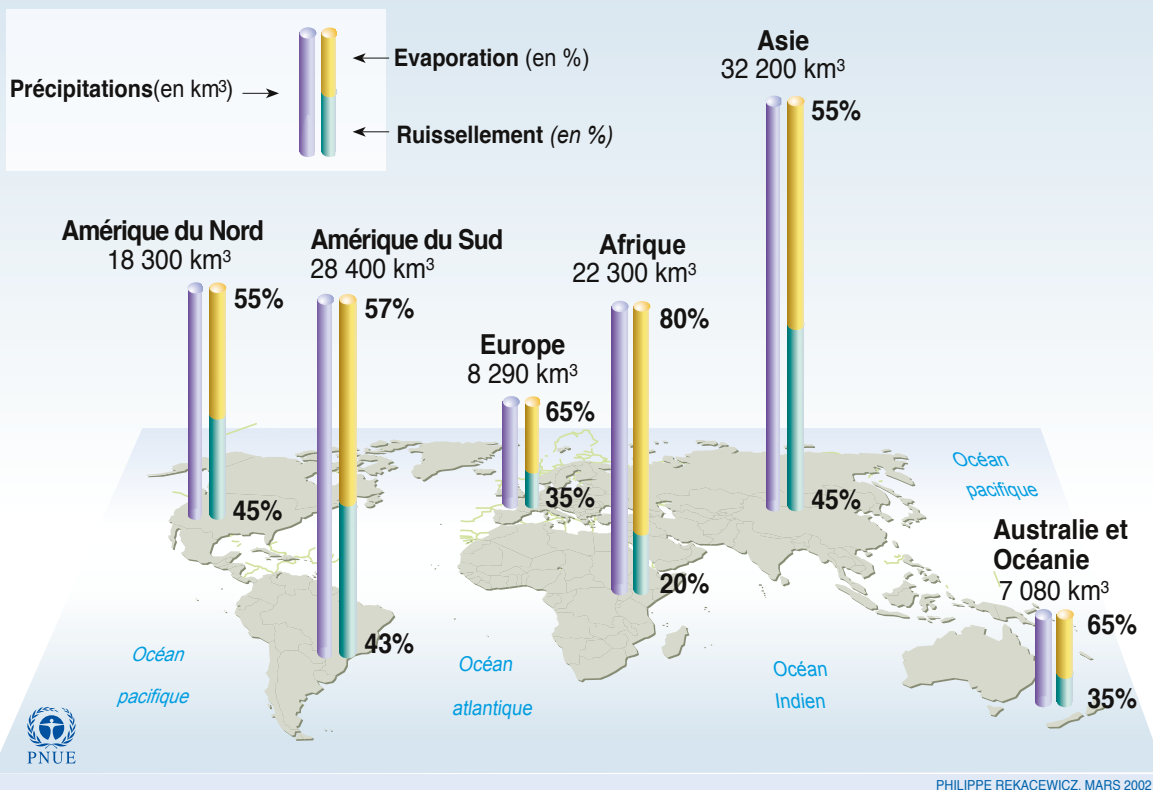 Précipitations(en km³)
Evaporation (en %)
Ruissellement (en %)
Asie
32 200 km³
55%
45%
Amérique du Nord
18 300 km³
55%
45%
Amérique du Sud
28 400 km³
57%
43%
Europe
8 290 km³
65%
35%
Afrique
22 300 km³
80%
20%
Australie et
Océanie
7 080 km³
65%
35%
Océan
pacifique
Océan
pacifique
Océan
atlantique
Océan
Indien
PNUE
PHILIPPE REKACEWICZ, MARS 2002